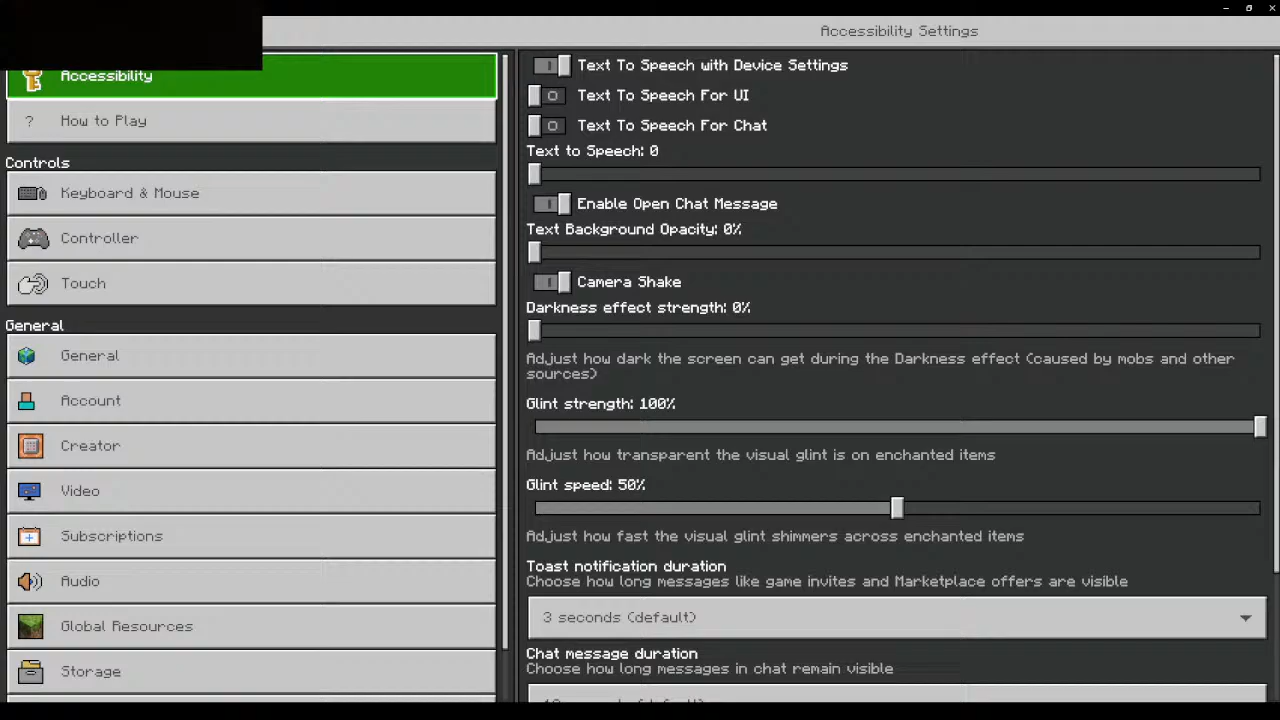 Accessibility Settings
Accessibility
How to Play
Controls
Keyboard & Mouse
Controller
Touch
General
General
Account
Creator
Video
Subscriptions
Audio
Global Resources
Storage
Text To Speech with Device Settings
Text To Speech For UI
Text To Speech For Chat
Text to Speech: 0
Enable Open Chat Message
Text Background Opacity: 0%
Camera Shake
Darkness effect strength: 0%
Adjust how dark the screen can get during the Darkness effect (caused by mobs and other
sources)
Glint strength: 100%
Adjust how transparent the visual glint is on enchanted items
Glint speed: 50%
Adjust how fast the visual glint shimmers across enchanted items
Toast notification duration
Choose how long messages like game invites and Marketplace offers are visible
3 seconds (default)
Chat message duration
Choose how long messages in chat remain visible